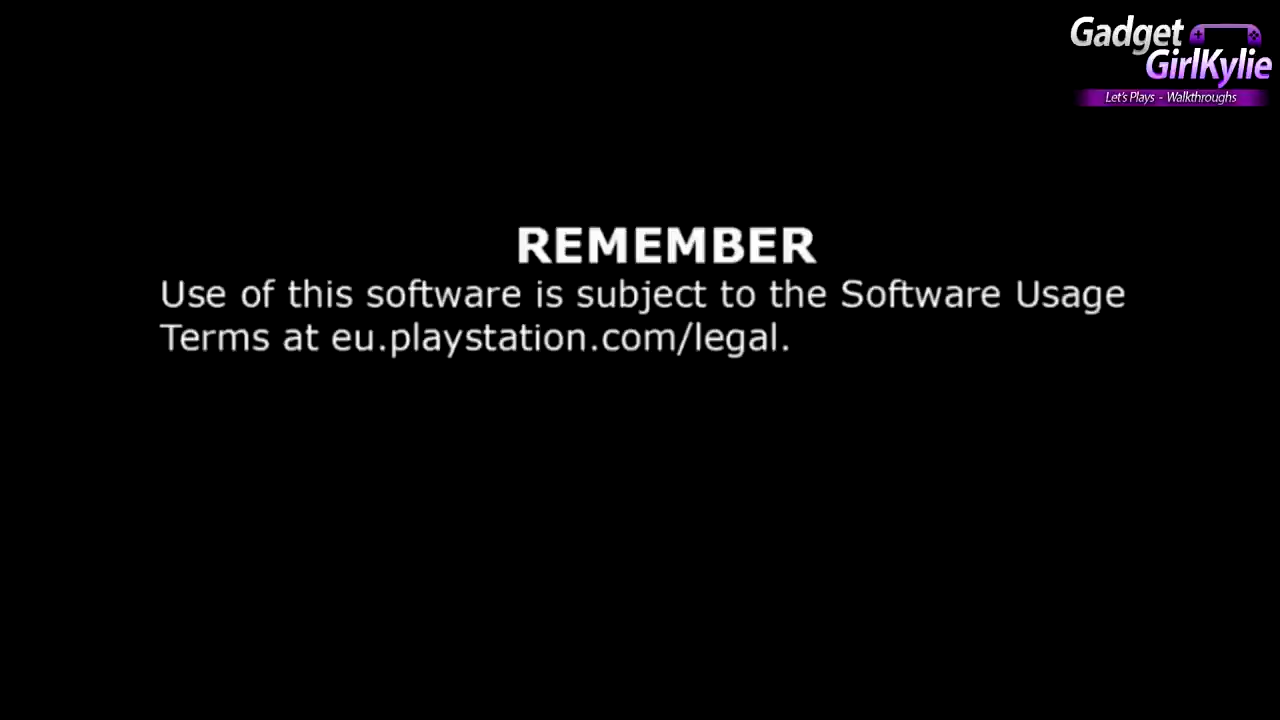 Gadget
GirlKylie
Let's Plays - Walkthroughs
REMEMBER
Use of this software is subject to the Software Usage
Terms at eu.playstation.com/legal.